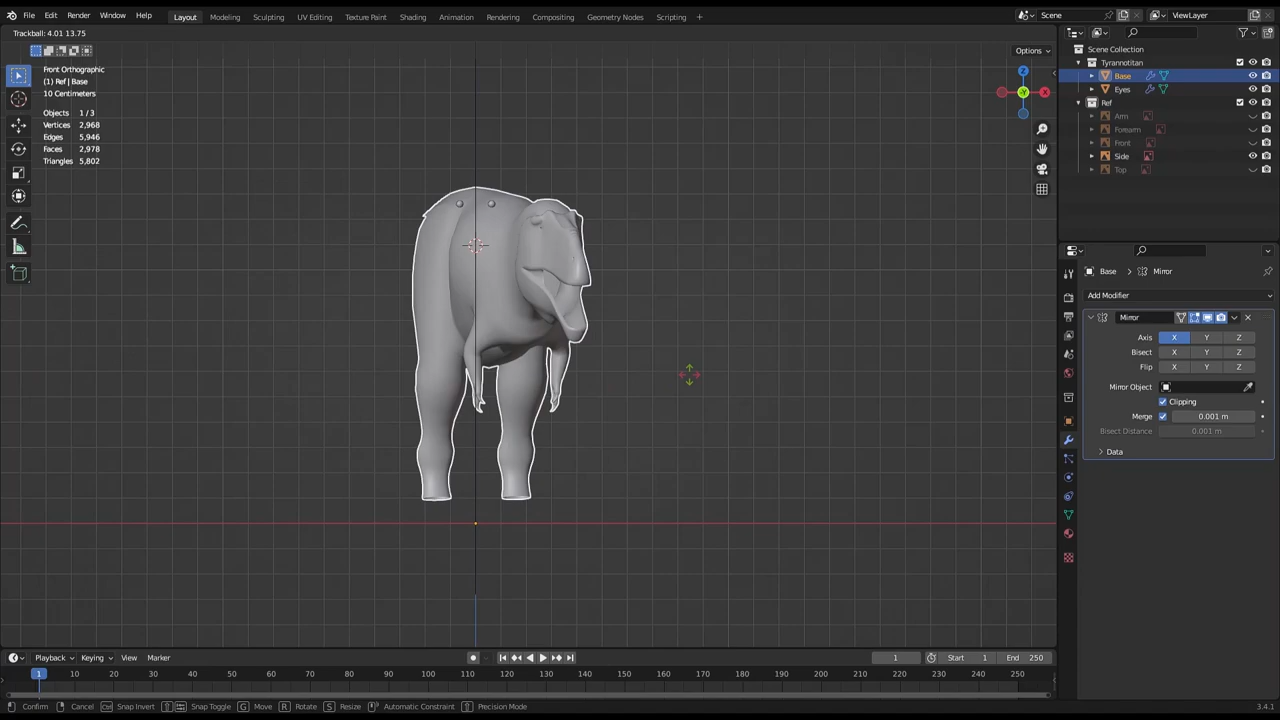 File Edit Render Window Help
Layout Modeling Sculpting UV Editing Texture Paint Shading Animation Rendering Compositing Geometry Nodes Scripting +
Scene
ViewLayer
Trackball: 4.01 13.75
Options
Front Orthographic
(1) Ref | Base
10 Centimeters
Objects 1 / 3
Vertices 2,968
Edges 5,946
Faces 2,978
Triangles 5,802
Z
-Y
X
Scene Collection
Tyrannotitan
Base
Eyes
Ref
Arm
Forearm
Front
Side
Top
Base > Mirror
Add Modifier
Mirror
Axis X Y Z
Bisect X Y Z
Flip X Y Z
Mirror Object
Clipping
Merge 0.001 m
Bisect Distance 0.001 m
Data
Playback Keying View Marker
1 Start 1 End 250
1 10 20 30 40 50 60 70 80 90 100 110 120 130 140 150 160 170 180 190 200 210 220 230 240 250
Confirm Cancel Snap Invert Snap Toggle G Move R Rotate S Resize Automatic Constraint Precision Mode
3.4.1